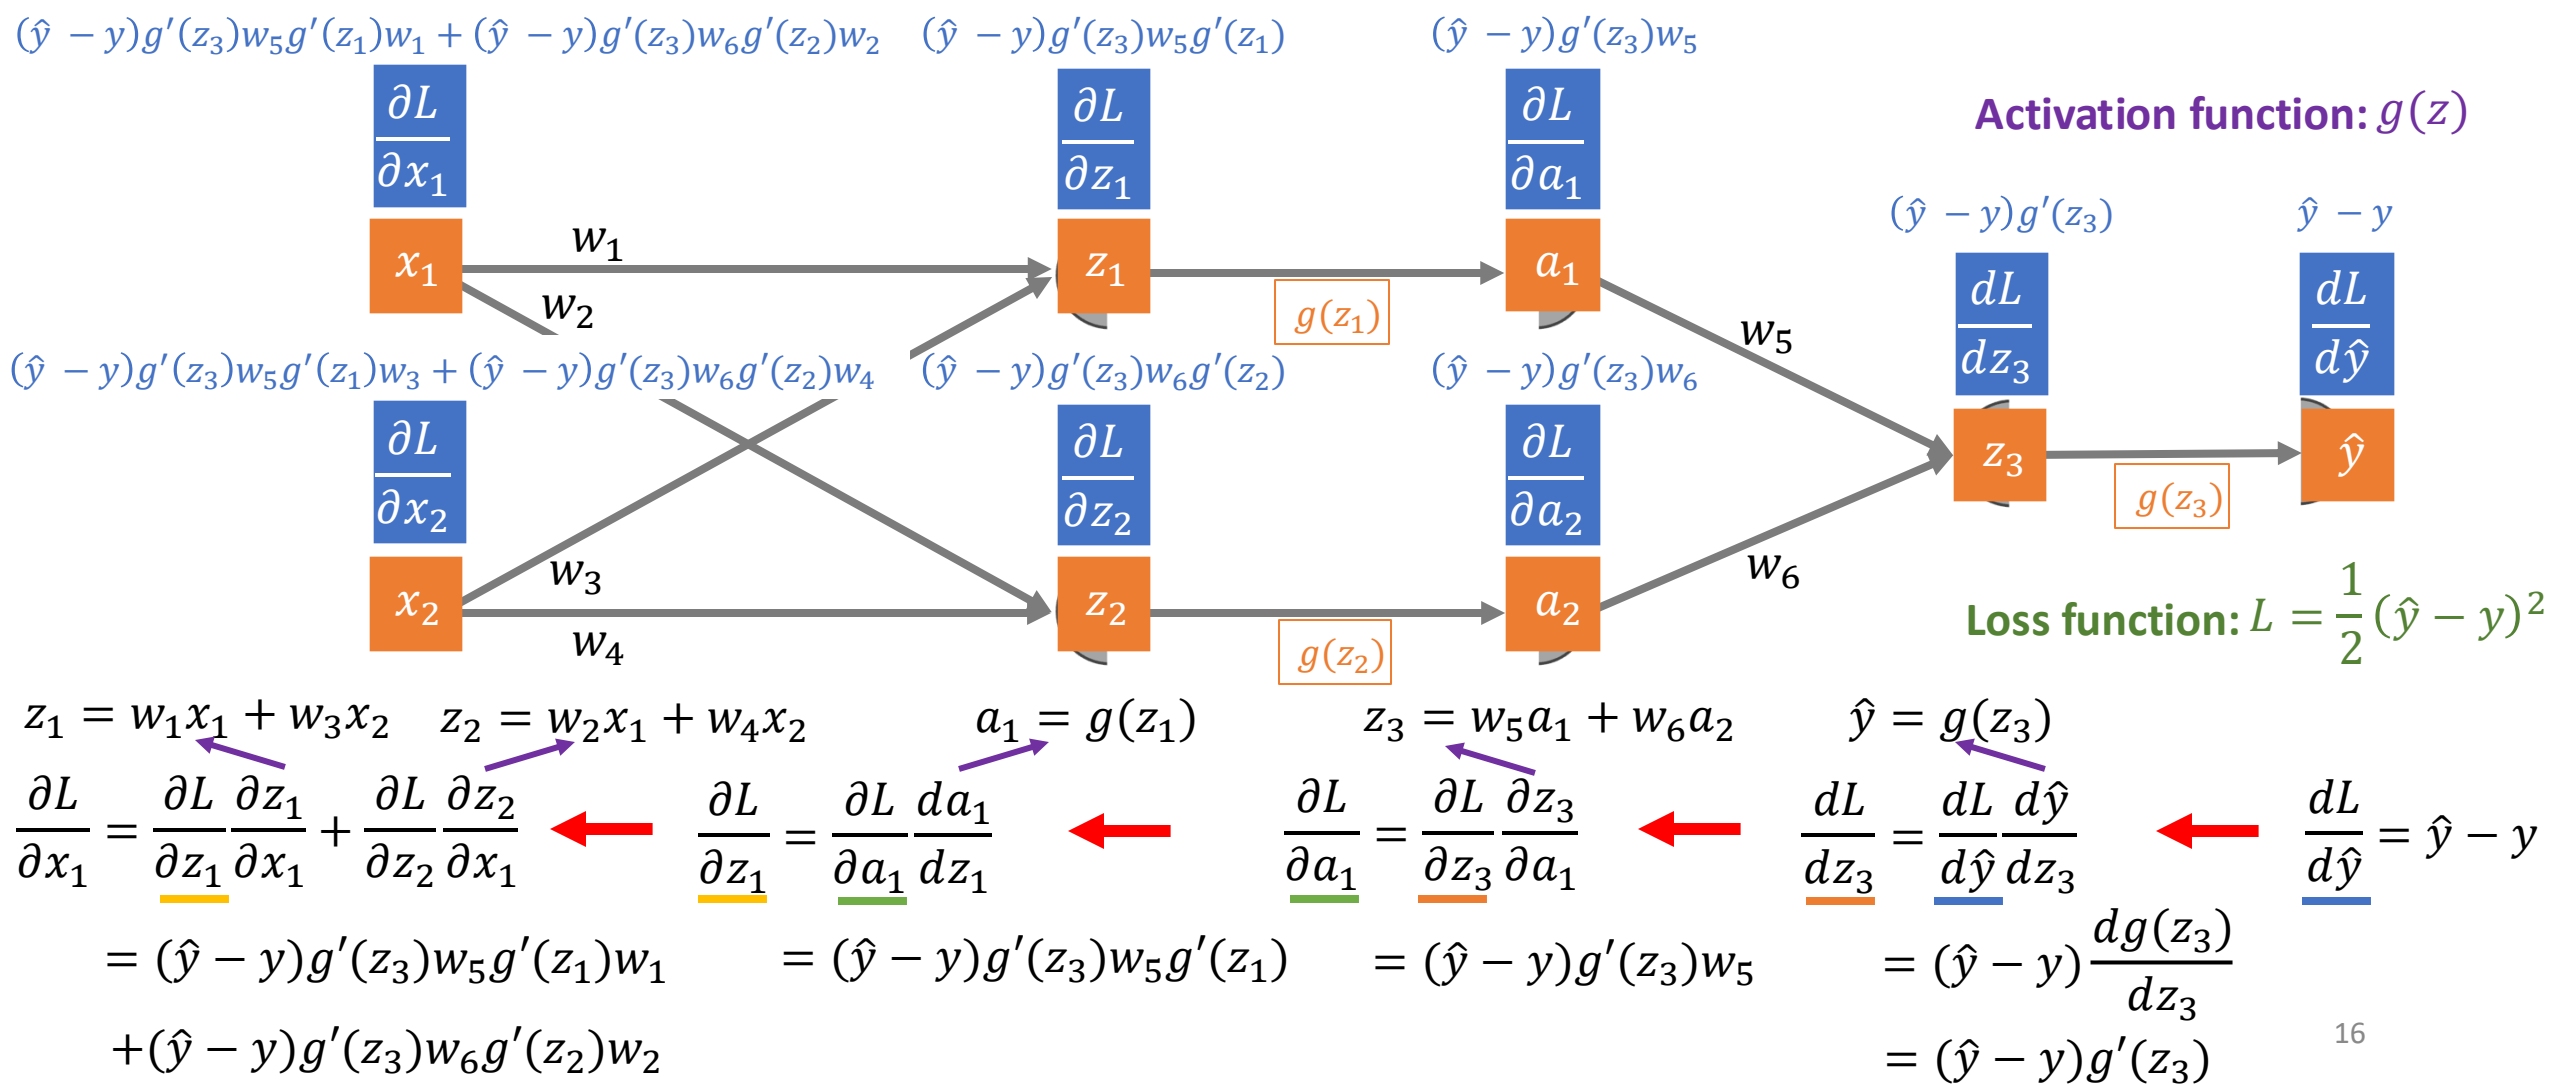 (ŷ − y)g′(z₃)w₅g′(z₁)w₁ + (ŷ − y)g′(z₃)w₆g′(z₂)w₂
(ŷ − y)g′(z₃)w₅g′(z₁)
(ŷ − y)g′(z₃)w₅
∂L/∂x₁
∂L/∂z₁
∂L/∂a₁
Activation function: g(z)
x₁
w₁
w₂
z₁
g(z₁)
a₁
w₅
(ŷ − y)g′(z₃)
ŷ − y
dL/dz₃
dL/dŷ
(ŷ − y)g′(z₃)w₅g′(z₁)w₃ + (ŷ − y)g′(z₃)w₆g′(z₂)w₄
(ŷ − y)g′(z₃)w₆g′(z₂)
(ŷ − y)g′(z₃)w₆
∂L/∂x₂
∂L/∂z₂
∂L/∂a₂
z₃
g(z₃)
ŷ
x₂
w₃
w₄
z₂
g(z₂)
a₂
w₆
Loss function: L = 1/2 (ŷ − y)²
z₁ = w₁x₁ + w₃x₂
z₂ = w₂x₁ + w₄x₂
a₁ = g(z₁)
z₃ = w₅a₁ + w₆a₂
ŷ = g(z₃)
∂L/∂x₁ = ∂L/∂z₁ ∂z₁/∂x₁ + ∂L/∂z₂ ∂z₂/∂x₁
∂L/∂z₁ = ∂L/∂a₁ da₁/dz₁
∂L/∂a₁ = ∂L/∂z₃ ∂z₃/∂a₁
dL/dz₃ = dL/dŷ dŷ/dz₃
dL/dŷ = ŷ − y
= (ŷ − y)g′(z₃)w₅g′(z₁)w₁
+(ŷ − y)g′(z₃)w₆g′(z₂)w₂
= (ŷ − y)g′(z₃)w₅g′(z₁)
= (ŷ − y)g′(z₃)w₅
= (ŷ − y) dg(z₃)/dz₃
= (ŷ − y)g′(z₃)
16